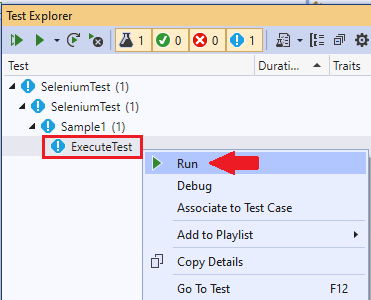 Test Explorer
1 0 0 1
Test Durati... Traits
SeleniumTest (1)
SeleniumTest (1)
Sample1 (1)
ExecuteTest
Run
Debug
Associate to Test Case
Add to Playlist
Copy Details
Go To Test F12